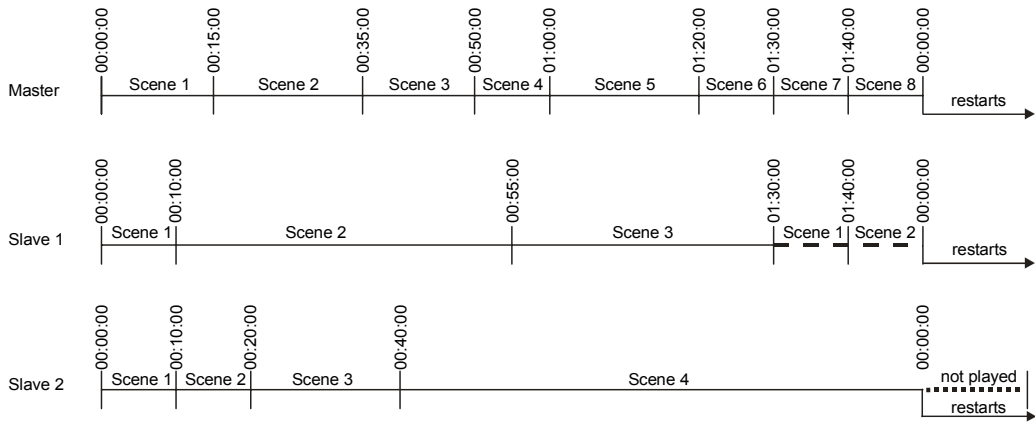 00:00:00 00:15:00 00:35:00 00:50:00 01:00:00 01:20:00 01:30:00 01:40:00 00:00:00
Master Scene 1 Scene 2 Scene 3 Scene 4 Scene 5 Scene 6 Scene 7 Scene 8
restarts
00:00:00 00:10:00 00:55:00 01:30:00 01:40:00 00:00:00
Slave 1 Scene 1 Scene 2 Scene 3 Scene 1 Scene 2
restarts
00:00:00 00:10:00 00:20:00 00:40:00 00:00:00
Slave 2 Scene 1 Scene 2 Scene 3 Scene 4 not played
restarts